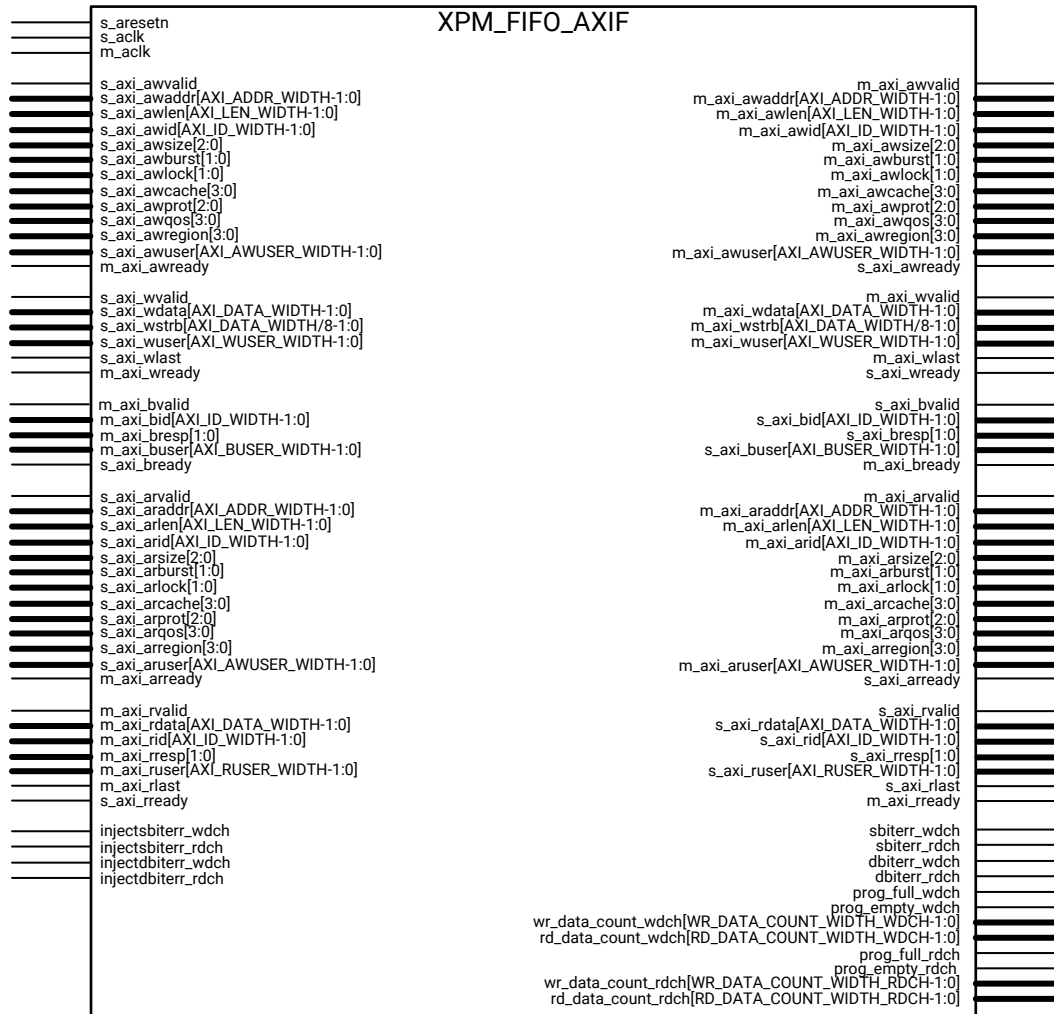 XPM_FIFO_AXIF
s_aresetn
s_aclk
m_aclk
s_axi_awvalid
s_axi_awaddr[AXI_ADDR_WIDTH-1:0]
s_axi_awlen[AXI_LEN_WIDTH-1:0]
s_axi_awid[AXI_ID_WIDTH-1:0]
s_axi_awsize[2:0]
s_axi_awburst[1:0]
s_axi_awlock[1:0]
s_axi_awcache[3:0]
s_axi_awprot[2:0]
s_axi_awqos[3:0]
s_axi_awregion[3:0]
s_axi_awuser[AXI_AWUSER_WIDTH-1:0]
m_axi_awready
s_axi_wvalid
s_axi_wdata[AXI_DATA_WIDTH-1:0]
s_axi_wstrb[AXI_DATA_WIDTH/8-1:0]
s_axi_wuser[AXI_WUSER_WIDTH-1:0]
s_axi_wlast
m_axi_wready
m_axi_bvalid
m_axi_bid[AXI_ID_WIDTH-1:0]
m_axi_bresp[1:0]
m_axi_buser[AXI_BUSER_WIDTH-1:0]
s_axi_bready
s_axi_arvalid
s_axi_araddr[AXI_ADDR_WIDTH-1:0]
s_axi_arlen[AXI_LEN_WIDTH-1:0]
s_axi_arid[AXI_ID_WIDTH-1:0]
s_axi_arsize[2:0]
s_axi_arburst[1:0]
s_axi_arlock[1:0]
s_axi_arcache[3:0]
s_axi_arprot[2:0]
s_axi_arqos[3:0]
s_axi_arregion[3:0]
s_axi_aruser[AXI_AWUSER_WIDTH-1:0]
m_axi_arready
m_axi_rvalid
m_axi_rdata[AXI_DATA_WIDTH-1:0]
m_axi_rid[AXI_ID_WIDTH-1:0]
m_axi_rresp[1:0]
m_axi_ruser[AXI_RUSER_WIDTH-1:0]
m_axi_rlast
s_axi_rready
injectsbiterr_wdch
injectsbiterr_rdch
injectdbiterr_wdch
injectdbiterr_rdch
m_axi_awvalid
m_axi_awaddr[AXI_ADDR_WIDTH-1:0]
m_axi_awlen[AXI_LEN_WIDTH-1:0]
m_axi_awid[AXI_ID_WIDTH-1:0]
m_axi_awsize[2:0]
m_axi_awburst[1:0]
m_axi_awlock[1:0]
m_axi_awcache[3:0]
m_axi_awprot[2:0]
m_axi_awqos[3:0]
m_axi_awregion[3:0]
m_axi_awuser[AXI_AWUSER_WIDTH-1:0]
s_axi_awready
m_axi_wvalid
m_axi_wdata[AXI_DATA_WIDTH-1:0]
m_axi_wstrb[AXI_DATA_WIDTH/8-1:0]
m_axi_wuser[AXI_WUSER_WIDTH-1:0]
m_axi_wlast
s_axi_wready
s_axi_bvalid
s_axi_bid[AXI_ID_WIDTH-1:0]
s_axi_bresp[1:0]
s_axi_buser[AXI_BUSER_WIDTH-1:0]
m_axi_bready
m_axi_arvalid
m_axi_araddr[AXI_ADDR_WIDTH-1:0]
m_axi_arlen[AXI_LEN_WIDTH-1:0]
m_axi_arid[AXI_ID_WIDTH-1:0]
m_axi_arsize[2:0]
m_axi_arburst[1:0]
m_axi_arlock[1:0]
m_axi_arcache[3:0]
m_axi_arprot[2:0]
m_axi_arqos[3:0]
m_axi_arregion[3:0]
m_axi_aruser[AXI_AWUSER_WIDTH-1:0]
s_axi_arready
s_axi_rvalid
s_axi_rdata[AXI_DATA_WIDTH-1:0]
s_axi_rid[AXI_ID_WIDTH-1:0]
s_axi_rresp[1:0]
s_axi_ruser[AXI_RUSER_WIDTH-1:0]
s_axi_rlast
m_axi_rready
sbiterr_wdch
sbiterr_rdch
dbiterr_wdch
dbiterr_rdch
prog_full_wdch
prog_empty_wdch
wr_data_count_wdch[WR_DATA_COUNT_WIDTH_WDCH-1:0]
rd_data_count_wdch[RD_DATA_COUNT_WIDTH_WDCH-1:0]
prog_full_rdch
prog_empty_rdch
wr_data_count_rdch[WR_DATA_COUNT_WIDTH_RDCH-1:0]
rd_data_count_rdch[RD_DATA_COUNT_WIDTH_RDCH-1:0]